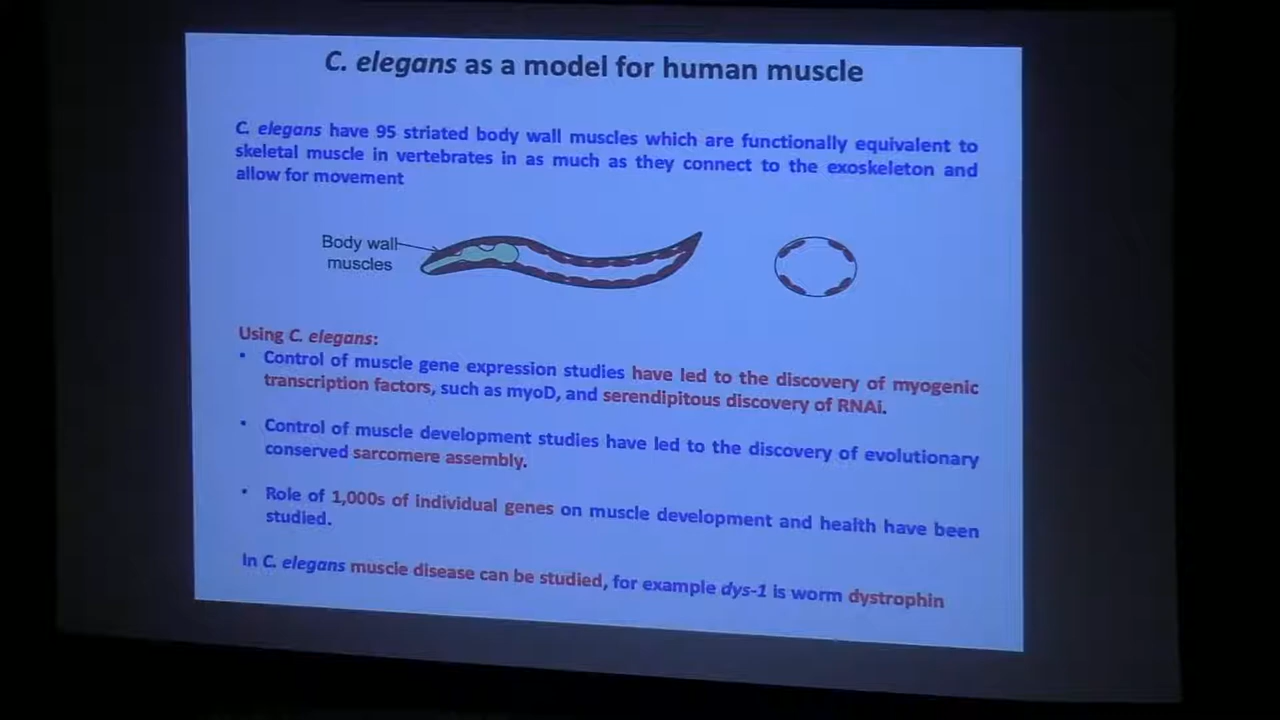 C. elegans as a model for human muscle
C. elegans have 95 striated body wall muscles which are functionally equivalent to
skeletal muscle in vertebrates in as much as they connect to the exoskeleton and
allow for movement
Body wall
muscles
Using C. elegans:
• Control of muscle gene expression studies have led to the discovery of myogenic
transcription factors, such as myoD, and serendipitous discovery of RNAi.
• Control of muscle development studies have led to the discovery of evolutionary
conserved sarcomere assembly.
• Role of 1,000s of individual genes on muscle development and health have been
studied.
In C. elegans muscle disease can be studied, for example dys-1 is worm dystrophin